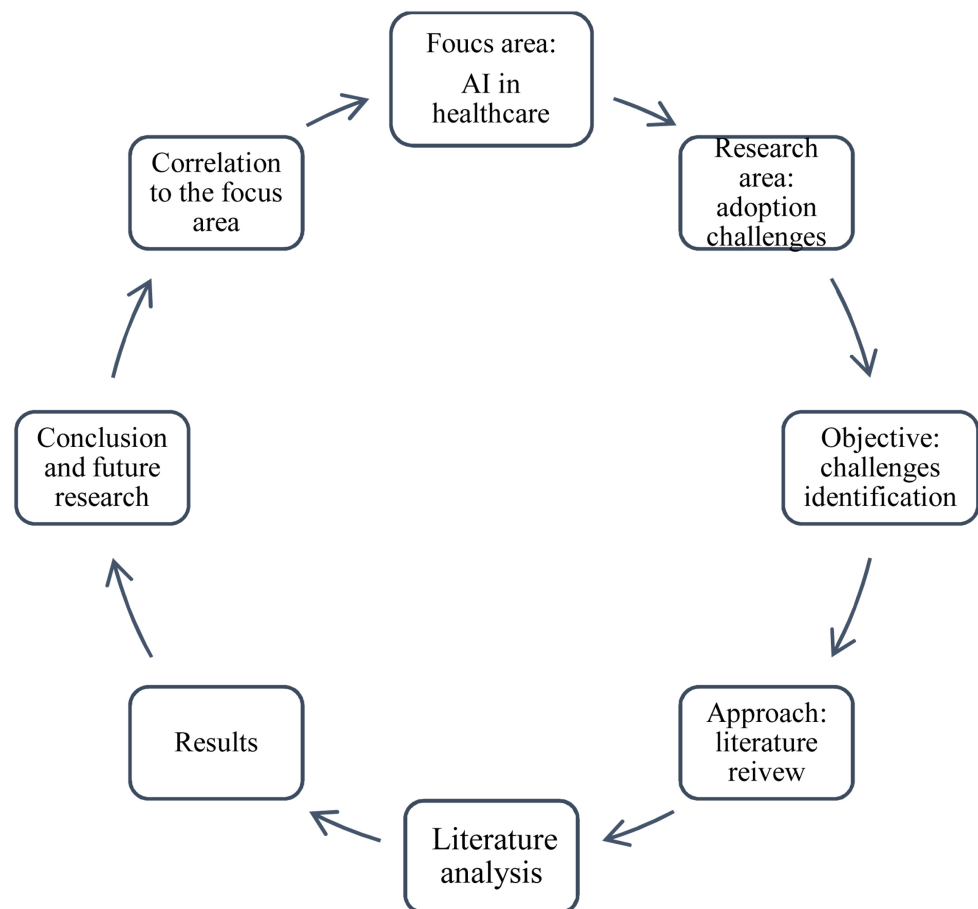 Foucs area:
AI in
healthcare
Research
area:
adoption
challenges
Objective:
challenges
identification
Approach:
literature
reivew
Literature
analysis
Results
Conclusion
and future
research
Correlation
to the focus
area